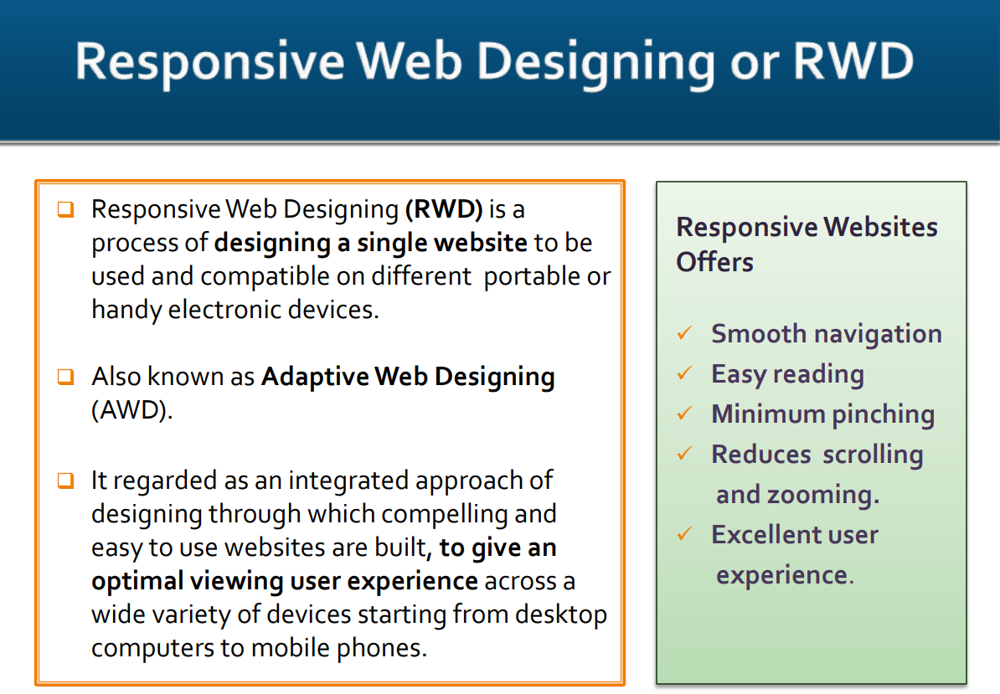 Responsive Web Designing or RWD
Responsive Web Designing (RWD) is a
process of designing a single website to be
used and compatible on different  portable or
handy electronic devices.
Also known as Adaptive Web Designing
(AWD).
It regarded as an integrated approach of
designing through which compelling and
easy to use websites are built, to give an
optimal viewing user experience across a
wide variety of devices starting from desktop
computers to mobile phones.
Responsive Websites
Offers
Smooth navigation
Easy reading
Minimum pinching
Reduces  scrolling
and zooming.
Excellent user
experience.